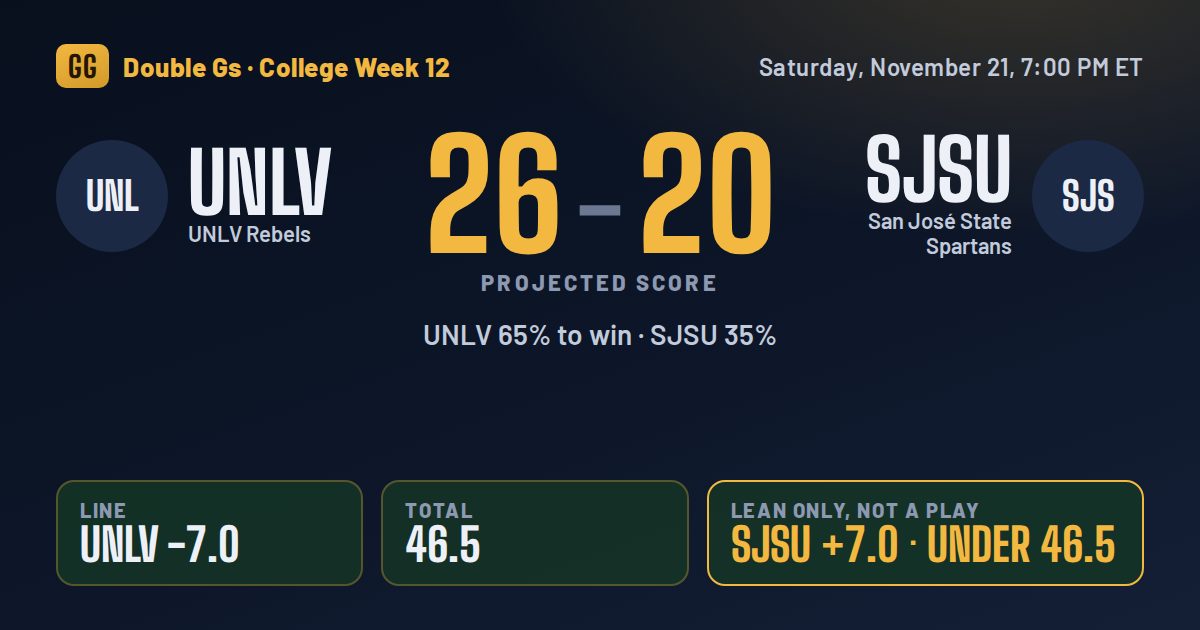 GG
Double Gs · College Week 12
Saturday, November 21, 7:00 PM ET
UNL
UNLV
UNLV Rebels
26 – 20
PROJECTED SCORE
UNLV 65% to win · SJSU 35%
SJSU
San José State
Spartans
SJS
LINE
UNLV −7.0
TOTAL
46.5
LEAN ONLY, NOT A PLAY
SJSU +7.0 · UNDER 46.5